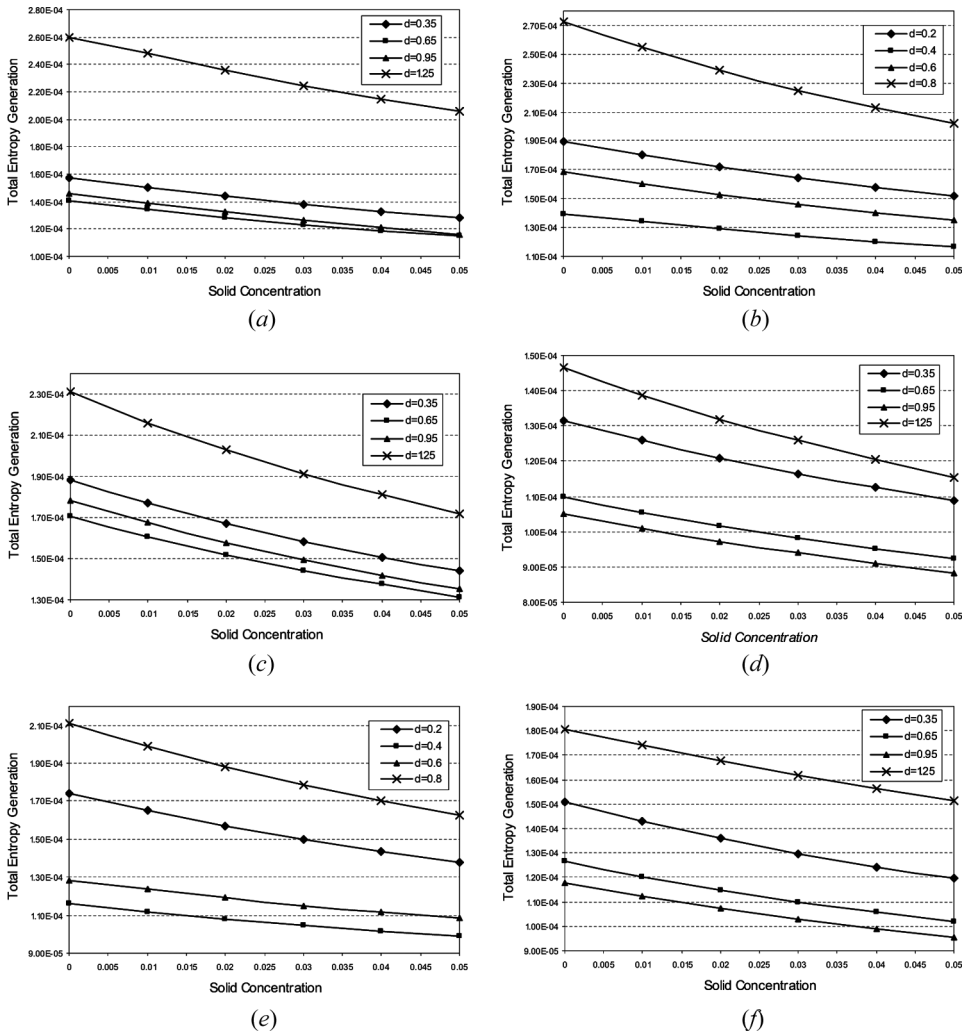 2.80E-04
2.60E-04
2.40E-04
2.20E-04
2.00E-04
1.80E-04
1.60E-04
1.40E-04
1.20E-04
1.00E-04
Total Entropy Generation
d=0.35
d=0.65
d=0.95
d=1.25
0 0.005 0.01 0.015 0.02 0.025 0.03 0.035 0.04 0.045 0.05
Solid Concentration
(a)
2.70E-04
2.50E-04
2.30E-04
2.10E-04
1.90E-04
1.70E-04
1.50E-04
1.30E-04
1.10E-04
Total Entropy Generation
d=0.2
d=0.4
d=0.6
d=0.8
0 0.005 0.01 0.015 0.02 0.025 0.03 0.035 0.04 0.045 0.05
Solid Concentration
(b)
2.30E-04
2.10E-04
1.90E-04
1.70E-04
1.50E-04
1.30E-04
Total Entropy Generation
d=0.35
d=0.65
d=0.95
d=1.25
0 0.005 0.01 0.015 0.02 0.025 0.03 0.035 0.04 0.045 0.05
Solid Concentration
(c)
1.50E-04
1.40E-04
1.30E-04
1.20E-04
1.10E-04
1.00E-04
9.00E-05
8.00E-05
Total Entropy Generation
d=0.35
d=0.65
d=0.95
d=1.25
0 0.005 0.01 0.015 0.02 0.025 0.03 0.035 0.04 0.045 0.05
Solid Concentration
(d)
2.10E-04
1.90E-04
1.70E-04
1.50E-04
1.30E-04
1.10E-04
9.00E-05
Total Entropy Generation
d=0.2
d=0.4
d=0.6
d=0.8
0 0.005 0.01 0.015 0.02 0.025 0.03 0.035 0.04 0.045 0.05
Solid Concentration
(e)
1.90E-04
1.80E-04
1.70E-04
1.60E-04
1.50E-04
1.40E-04
1.30E-04
1.20E-04
1.10E-04
1.00E-04
9.00E-05
Total Entropy Generation
d=0.35
d=0.65
d=0.95
d=1.25
0 0.005 0.01 0.015 0.02 0.025 0.03 0.035 0.04 0.045 0.05
Solid Concentration
(f)